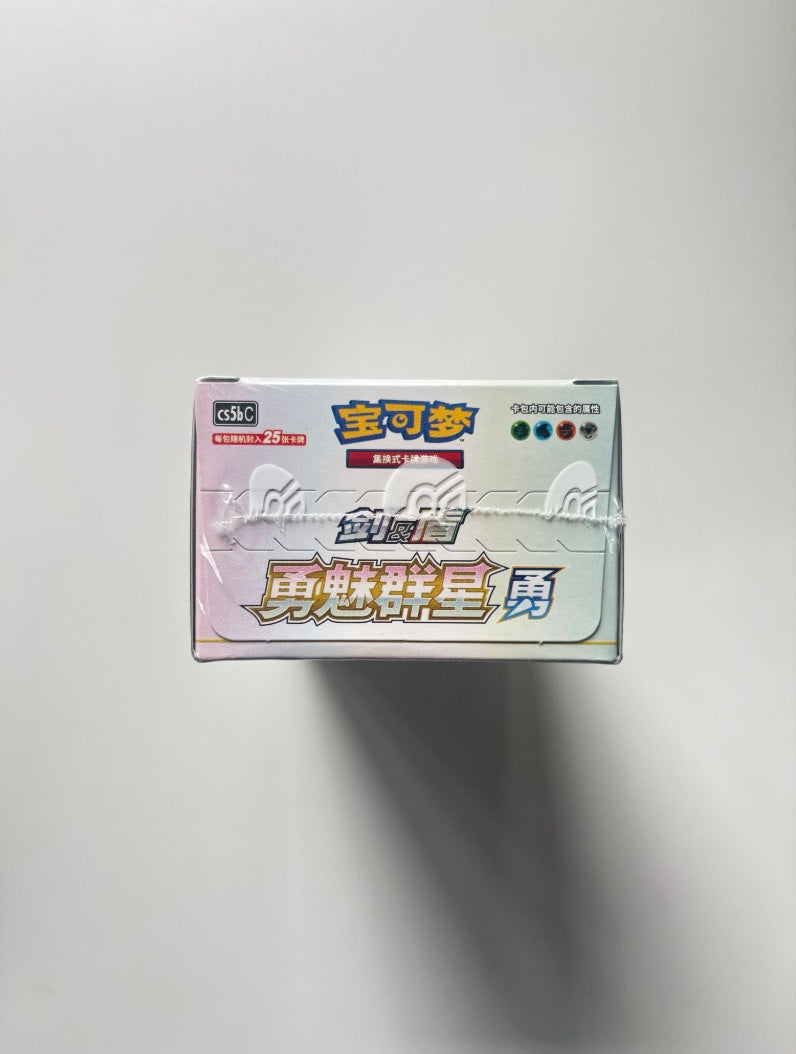 cs5bC
每包随机封入25张卡牌
宝可梦
™
集换式卡牌游戏
卡包内可能包含的属性
剑&盾
勇魅群星 勇